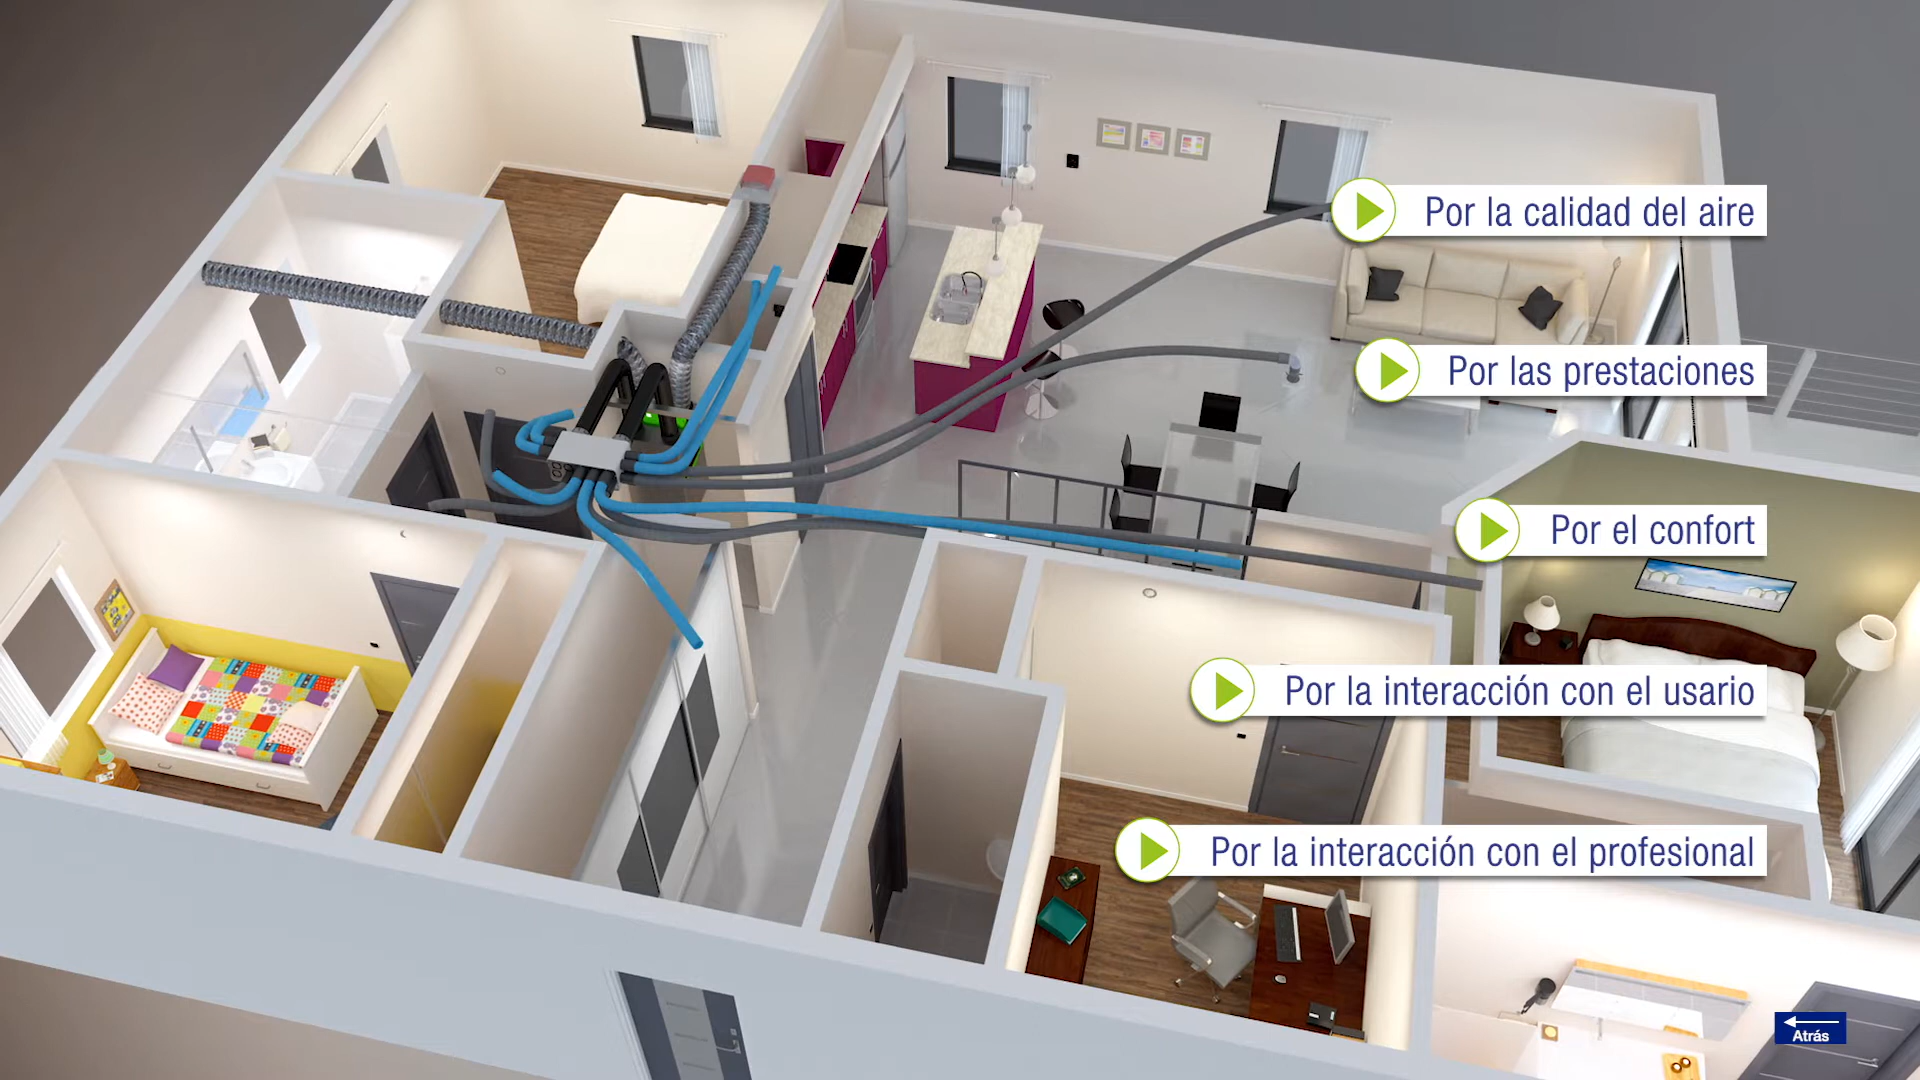 Por la calidad del aire
Por las prestaciones
Por el confort
Por la interacción con el usario
Por la interacción con el profesional
Atrás